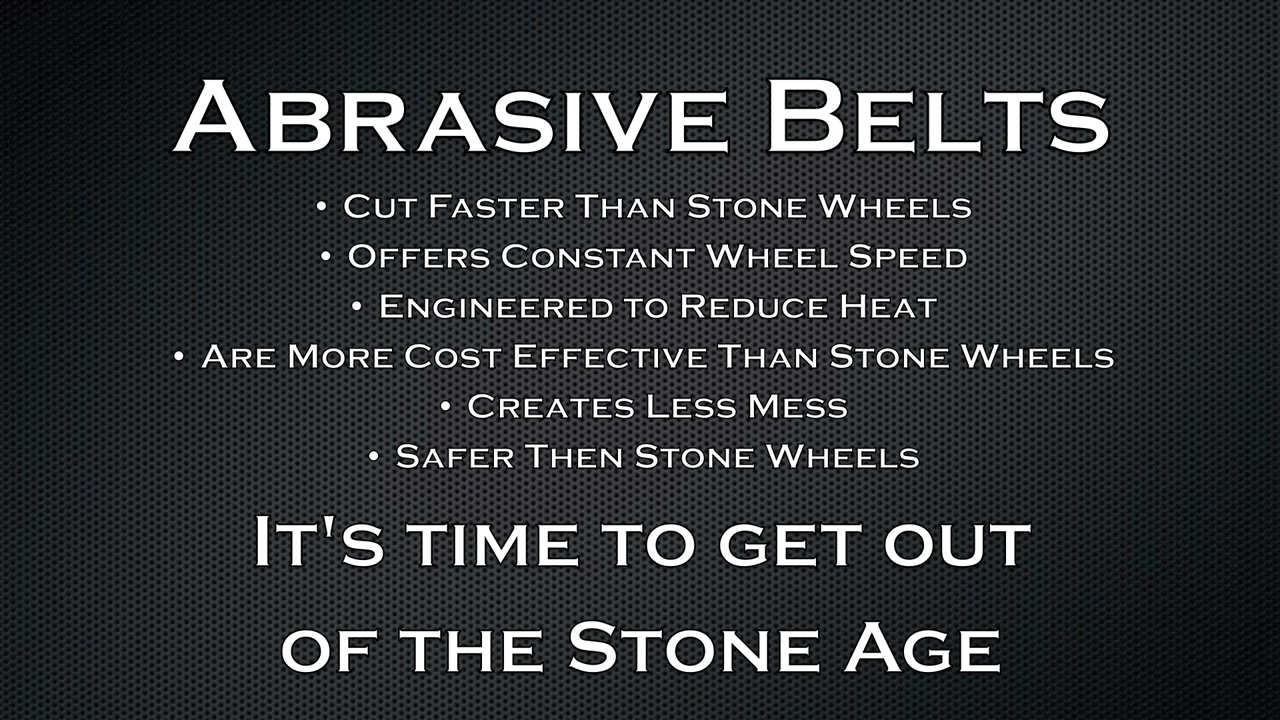 Abrasive Belts
• Cut Faster Than Stone Wheels
• Offers Constant Wheel Speed
• Engineered to Reduce Heat
• Are More Cost Effective Than Stone Wheels
• Creates Less Mess
• Safer Then Stone Wheels
It's time to get out
of the Stone Age